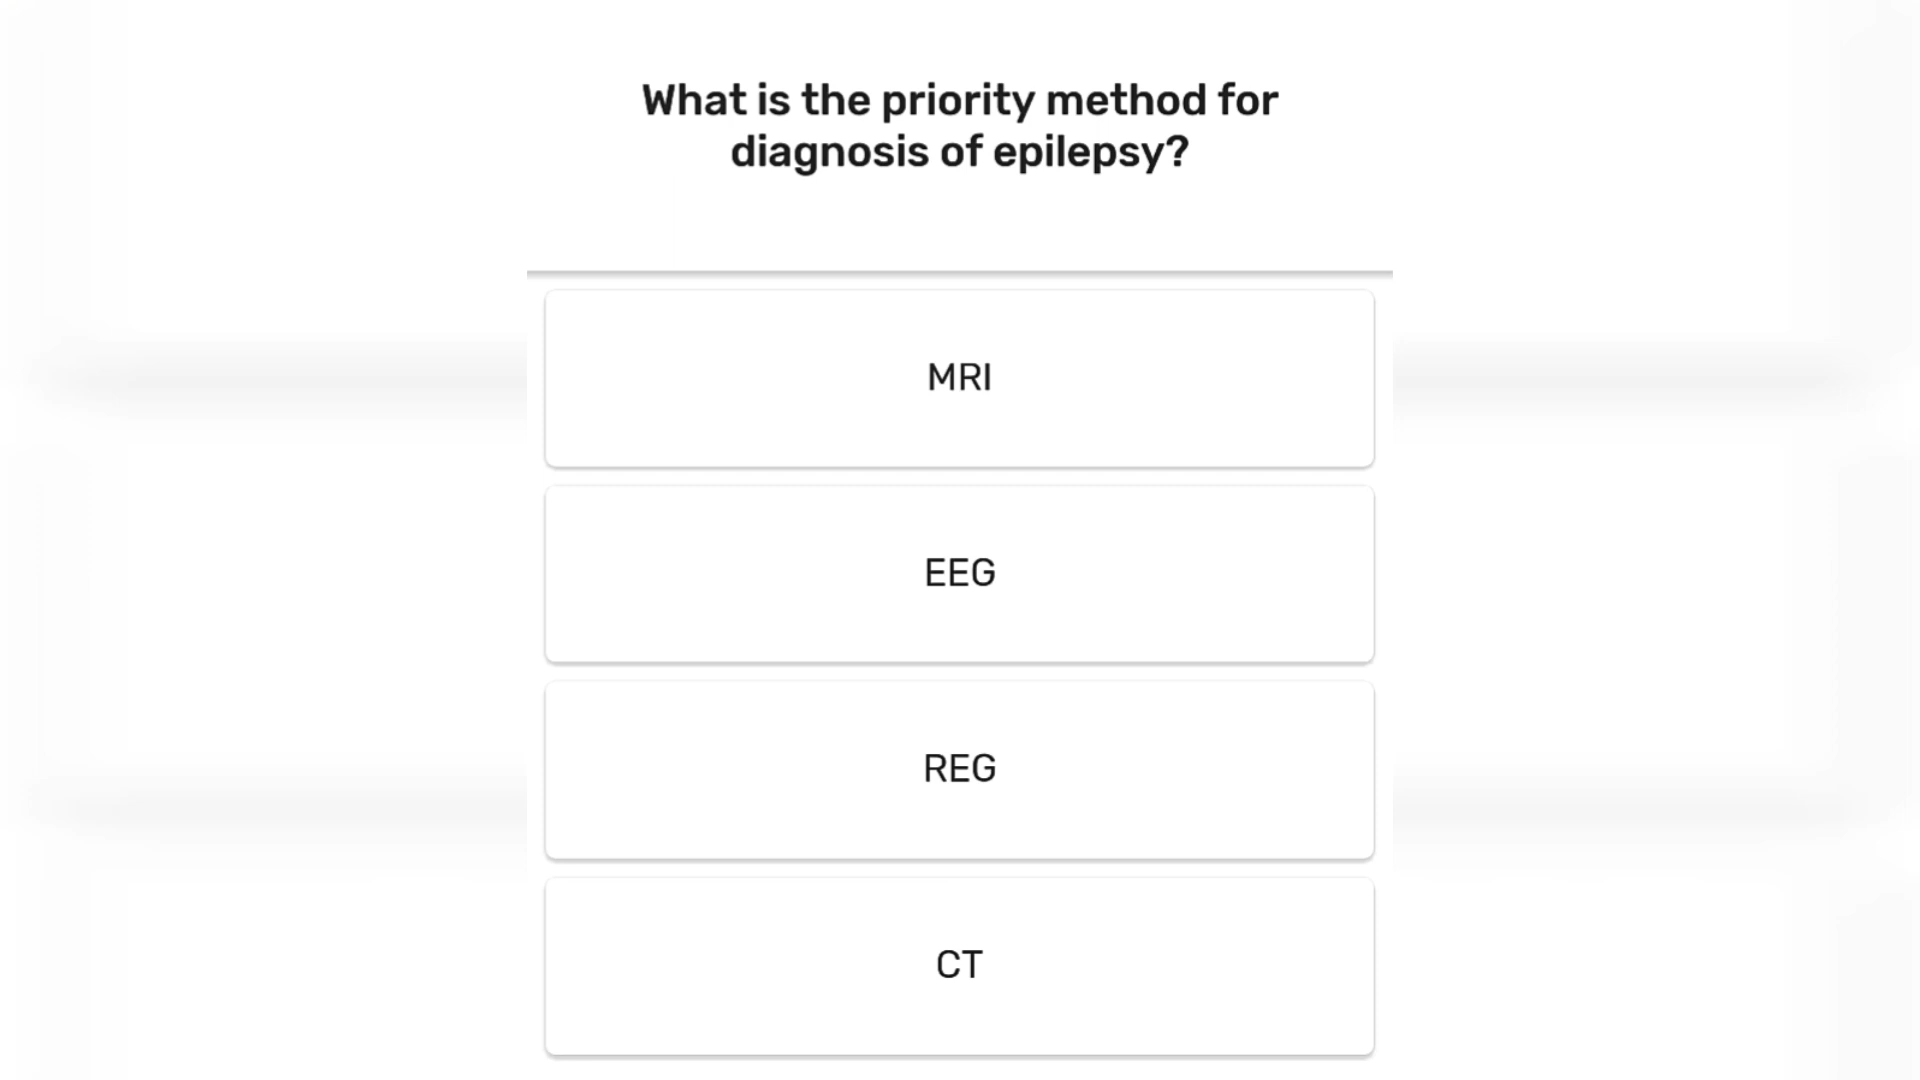 What is the priority method for
diagnosis of epilepsy?
MRI
EEG
REG
CT